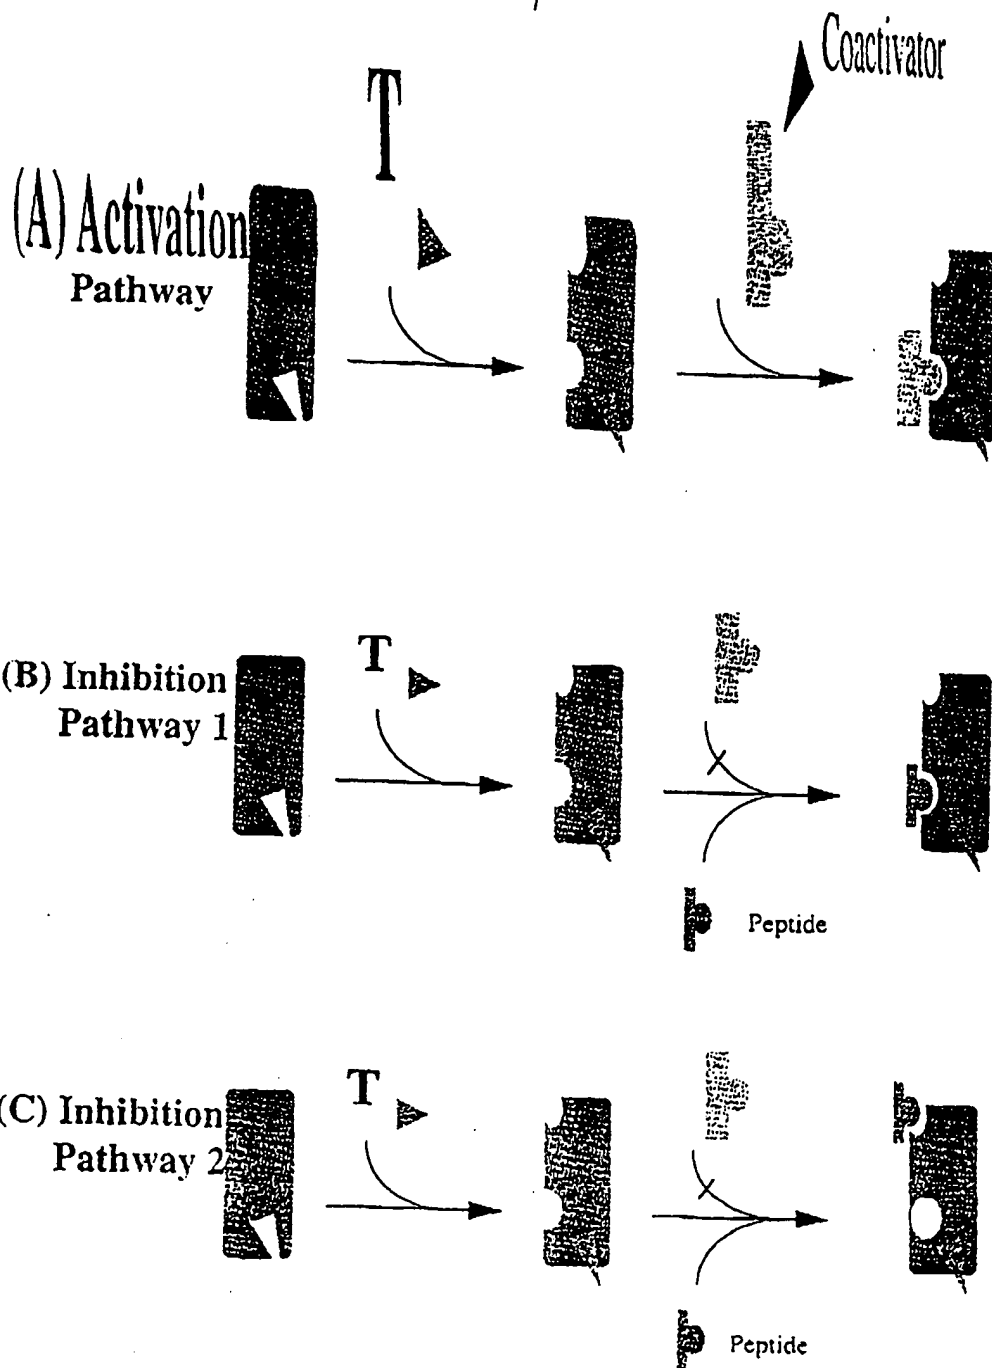 Coactivator
T
(A) Activation
Pathway
T
(B) Inhibition
Pathway 1
Peptide
T
(C) Inhibition
Pathway 2
Peptide